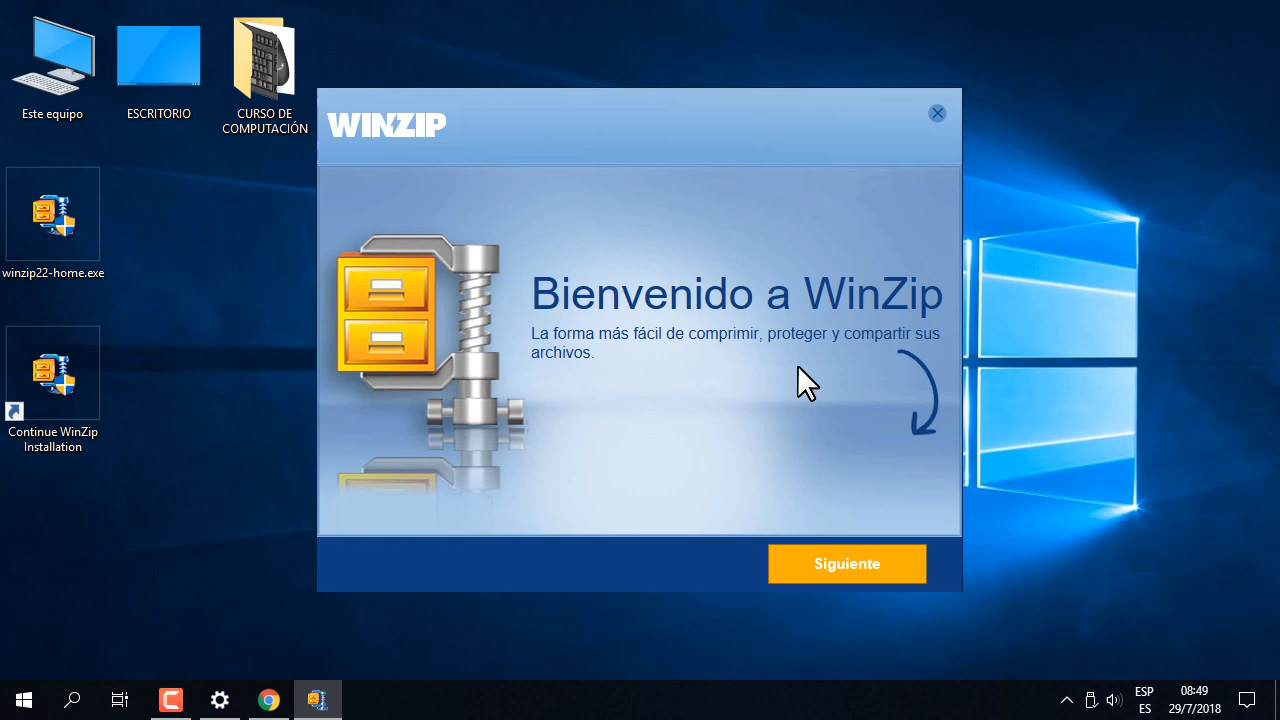 Este equipo
ESCRITORIO
CURSO DE
COMPUTACIÓN
winzip22-home.exe
Continue WinZip
Installation
WINZIP
Bienvenido a WinZip
La forma más fácil de comprimir, proteger y compartir sus
archivos.
Siguiente
ESP
ES
08:49
29/7/2018